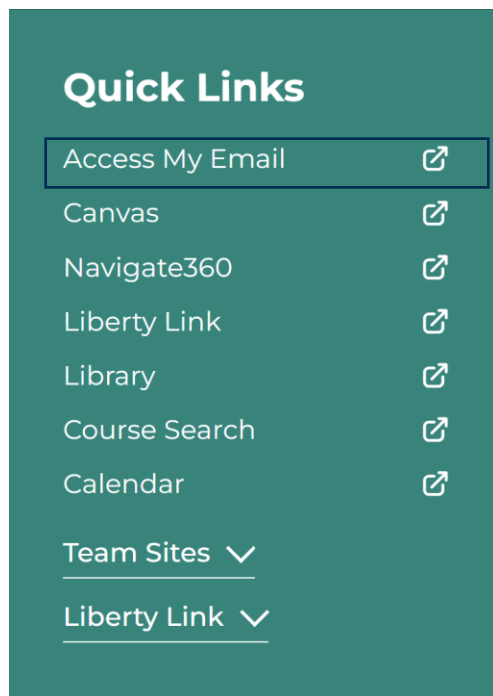 Quick Links
Access My Email
Canvas
Navigate360
Liberty Link
Library
Course Search
Calendar
Team Sites
Liberty Link